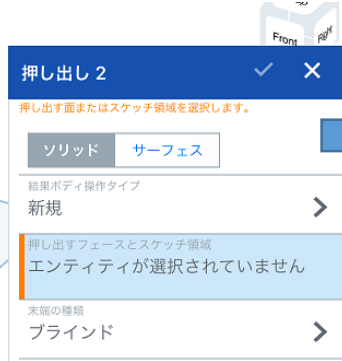 Front
Right
押し出し 2
押し出す面またはスケッチ領域を選択します。
ソリッド
サーフェス
結果ボディ操作タイプ
新規
押し出すフェースとスケッチ領域
エンティティが選択されていません
末端の種類
ブラインド